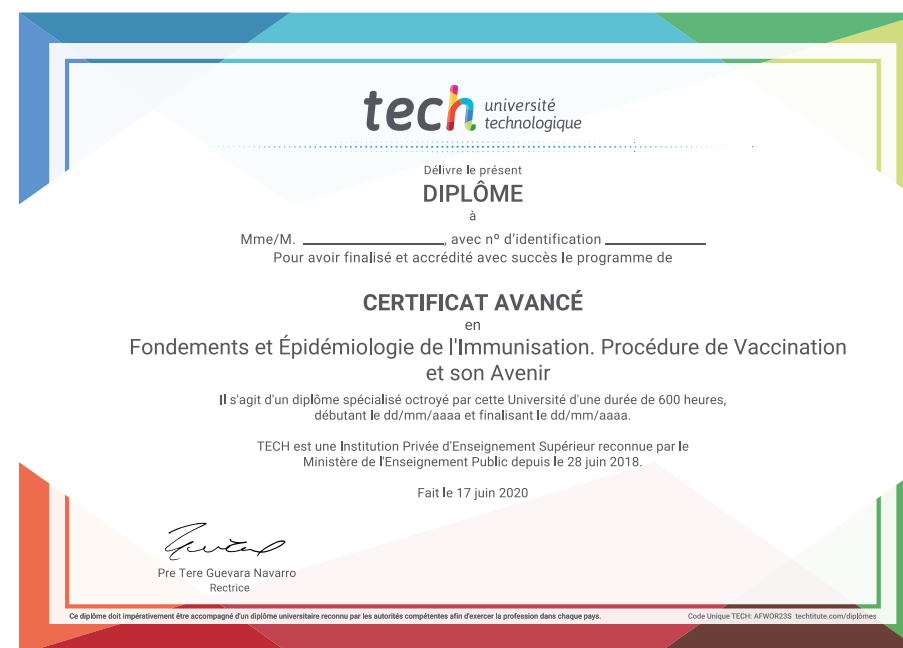 tech université
technologique
Délivre le présent
DIPLÔME
à
Mme/M. ____________________, avec nº d'identification ______________
Pour avoir finalisé et accrédité avec succès le programme de
CERTIFICAT AVANCÉ
en
Fondements et Épidémiologie de l'Immunisation. Procédure de Vaccination
et son Avenir
Il s'agit d'un diplôme spécialisé octroyé par cette Université d'une durée de 600 heures,
débutant le dd/mm/aaaa et finalisant le dd/mm/aaaa.
TECH est une Institution Privée d'Enseignement Supérieur reconnue par le
Ministère de l'Enseignement Public depuis le 28 juin 2018.
Fait le 17 juin 2020
Pre Tere Guevara Navarro
Rectrice
Ce diplôme doit impérativement être accompagné d'un diplôme universitaire reconnu par les autorités compétentes afin d'exercer la profession dans chaque pays.
Code Unique TECH: AFWOR23S techtitute.com/diplômes